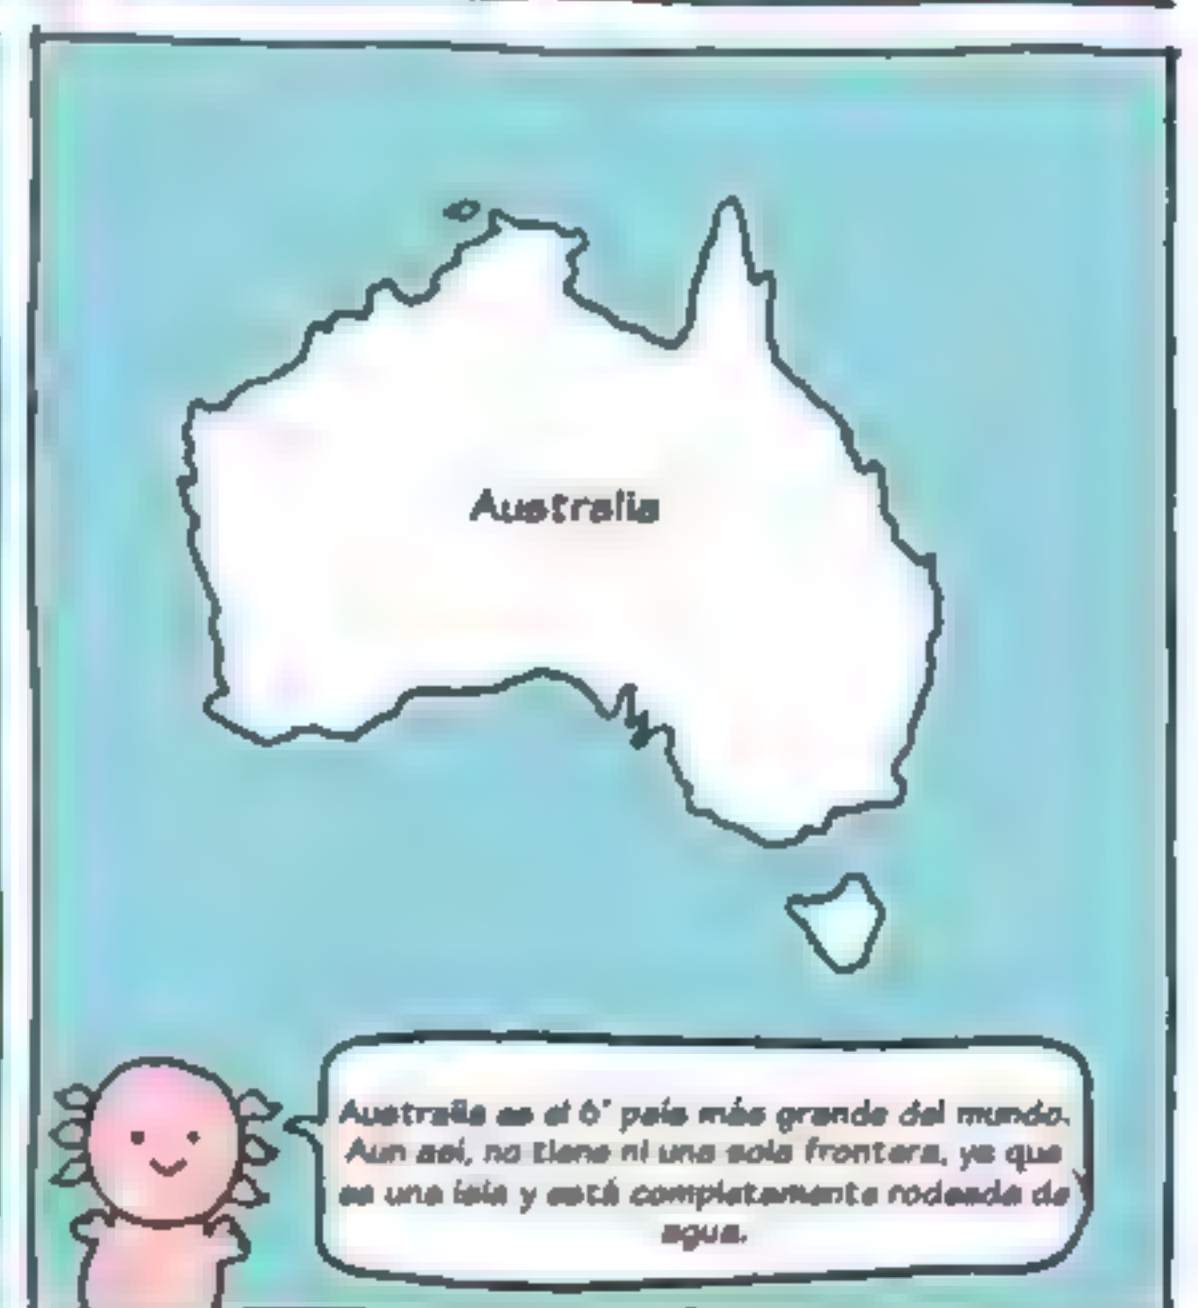 Australia
Australia es el 6° país más grande del mundo.
Aun así, no tiene ni una sola frontera, ya que
es una isla y está completamente rodeada de
agua.